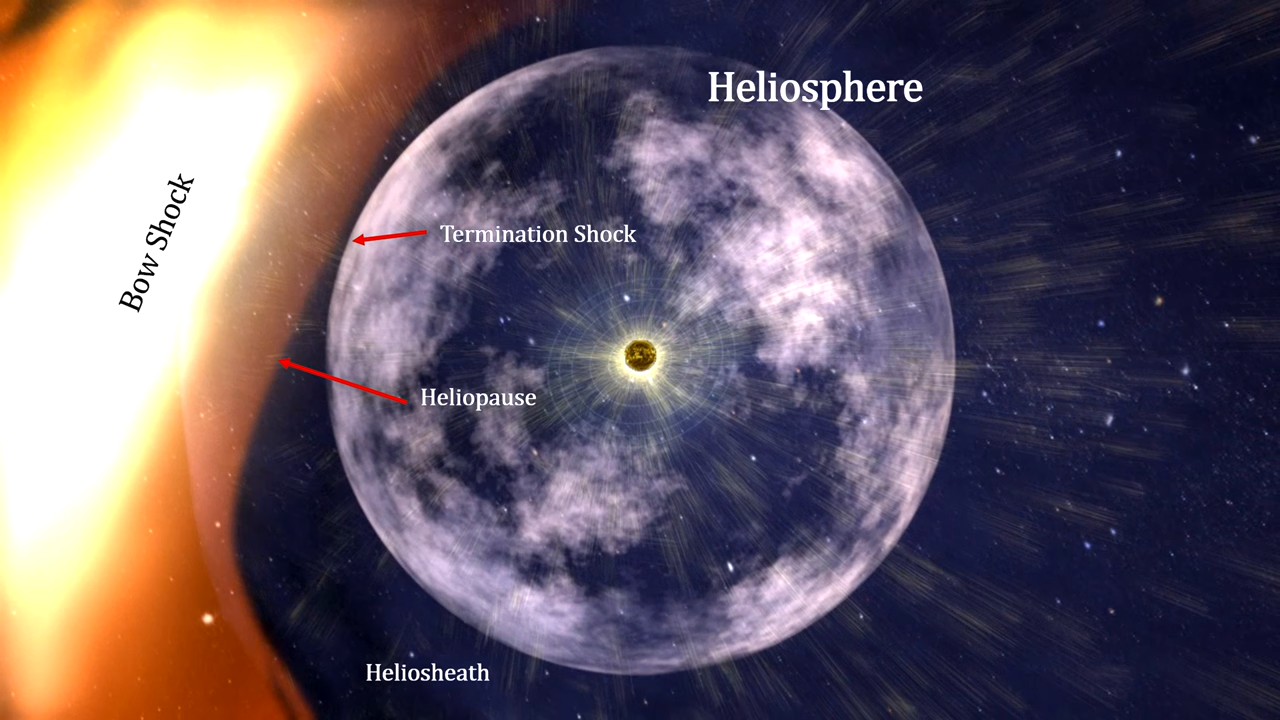 Heliosphere
Bow Shock
Termination Shock
Heliopause
Heliosheath